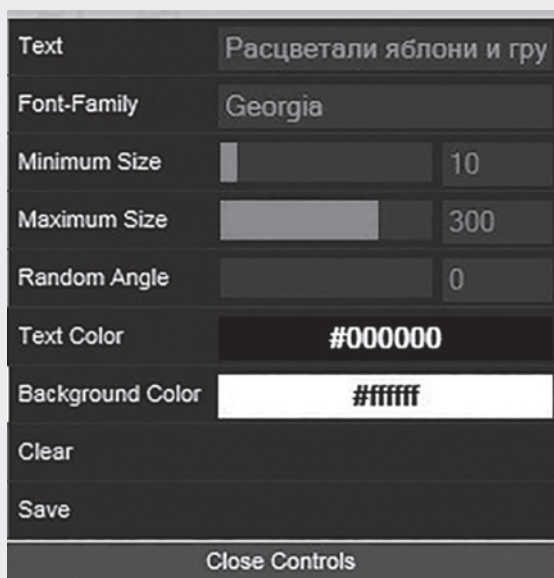 Text Расцветали яблони и гру
Font-Family Georgia
Minimum Size 10
Maximum Size 300
Random Angle 0
Text Color #000000
Background Color #ffffff
Clear
Save
Close Controls